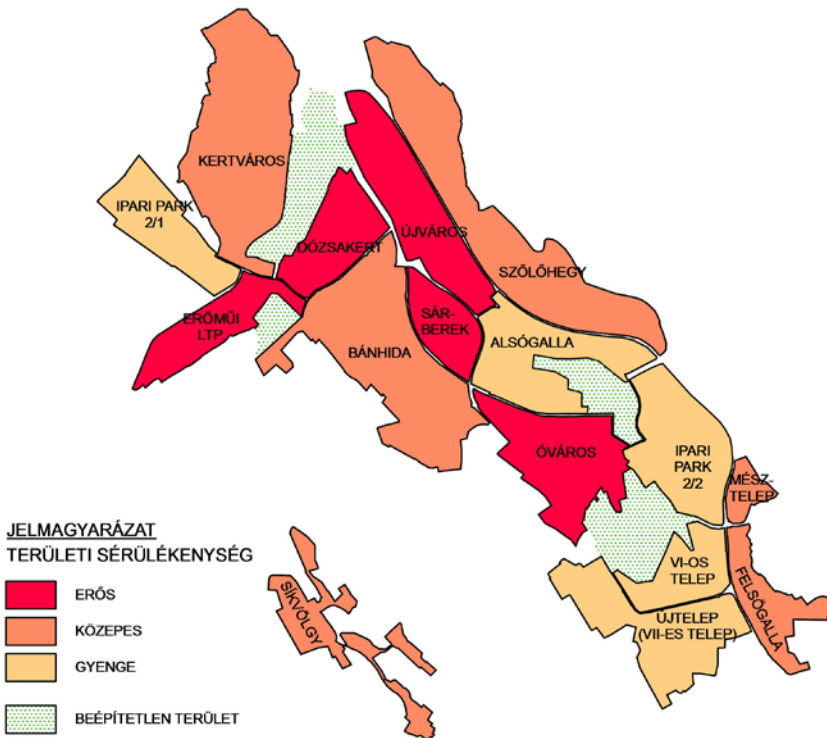 KERTVÁROS
IPARI PARK
2/1
DÓZSAKERT
ÚJVÁROS
SZŐLŐHEGY
ERŐMŰI
LTP.
SÁR-
BEREK
BÁNHIDA
ALSÓGALLA
ÓVÁROS
IPARI
PARK
2/2
MÉSZ-
TELEP
VI-OS
TELEP
FELSŐGALLA
ÚJTELEP
(VII-ES TELEP)
SÍKVÖLGY
JELMAGYARÁZAT
TERÜLETI SÉRÜLÉKENYSÉG
ERŐS
KÖZEPES
GYENGE
BEÉPÍTETLEN TERÜLET